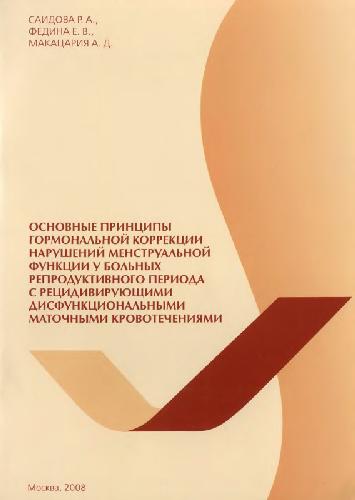 САИДОВА Р. А.,
ФЕДИНА Е. В.,
МАКАЦАРИЯ А. Д.
ОСНОВНЫЕ ПРИНЦИПЫ
ГОРМОНАЛЬНОЙ КОРРЕКЦИИ
НАРУШЕНИЙ МЕНСТРУАЛЬНОЙ
ФУНКЦИИ У БОЛЬНЫХ
РЕПРОДУКТИВНОГО ПЕРИОДА
С РЕЦИДИВИРУЮЩИМИ
ДИСФУНКЦИОНАЛЬНЫМИ
МАТОЧНЫМИ КРОВОТЕЧЕНИЯМИ
Москва, 2008